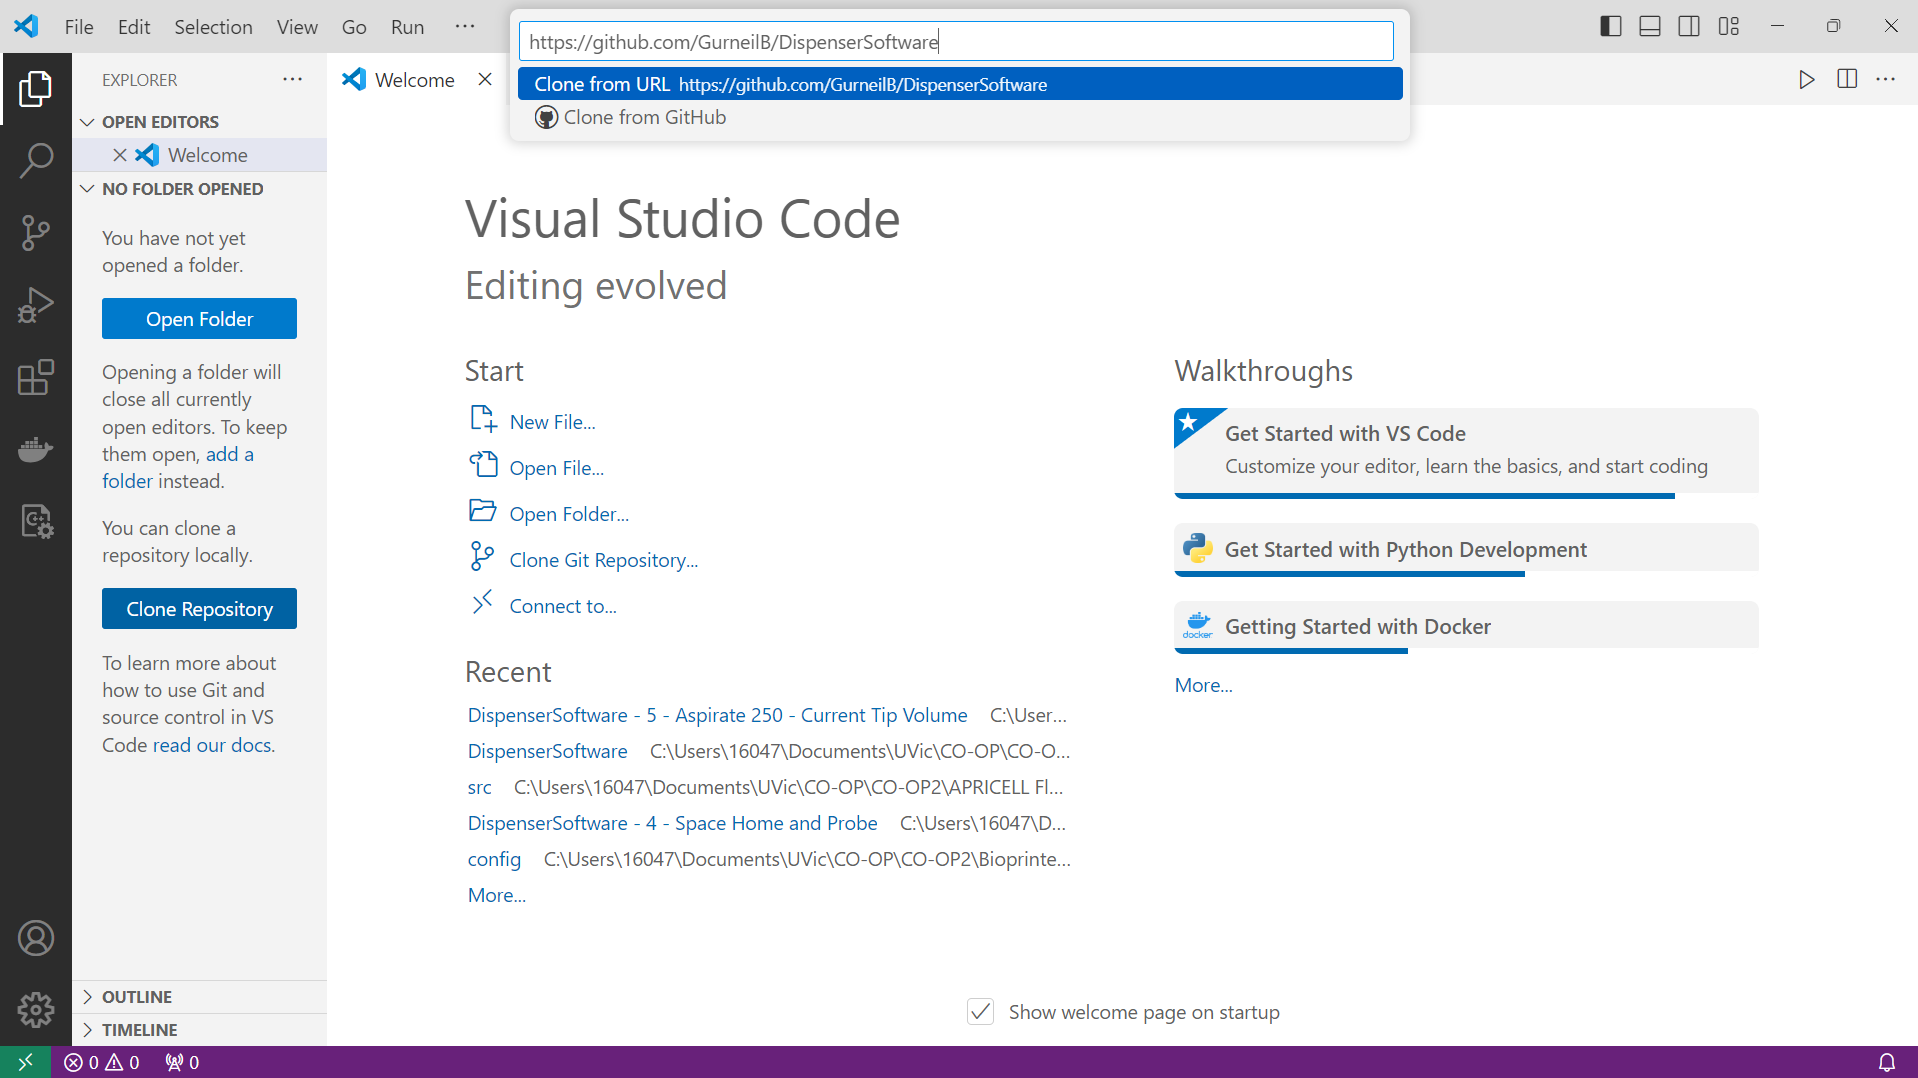 File Edit Selection View Go Run ···
https://github.com/GurneilB/DispenserSoftware
Clone from URL https://github.com/GurneilB/DispenserSoftware
Clone from GitHub
EXPLORER
Welcome
OPEN EDITORS
Welcome
NO FOLDER OPENED
You have not yet
opened a folder.
Open Folder
Opening a folder will
close all currently
open editors. To keep
them open, add a
folder instead.
You can clone a
repository locally.
Clone Repository
To learn more about
how to use Git and
source control in VS
Code read our docs.
OUTLINE
TIMELINE
Visual Studio Code
Editing evolved
Start
New File...
Open File...
Open Folder...
Clone Git Repository...
Connect to...
Recent
DispenserSoftware - 5 - Aspirate 250 - Current Tip Volume C:\User...
DispenserSoftware C:\Users\16047\Documents\UVic\CO-OP\CO-O...
src C:\Users\16047\Documents\UVic\CO-OP\CO-OP2\APRICELL Fl...
DispenserSoftware - 4 - Space Home and Probe C:\Users\16047\D...
config C:\Users\16047\Documents\UVic\CO-OP\CO-OP2\Bioprinte...
More...
Walkthroughs
Get Started with VS Code
Customize your editor, learn the basics, and start coding
Get Started with Python Development
docker
Getting Started with Docker
More...
Show welcome page on startup
0 0 0